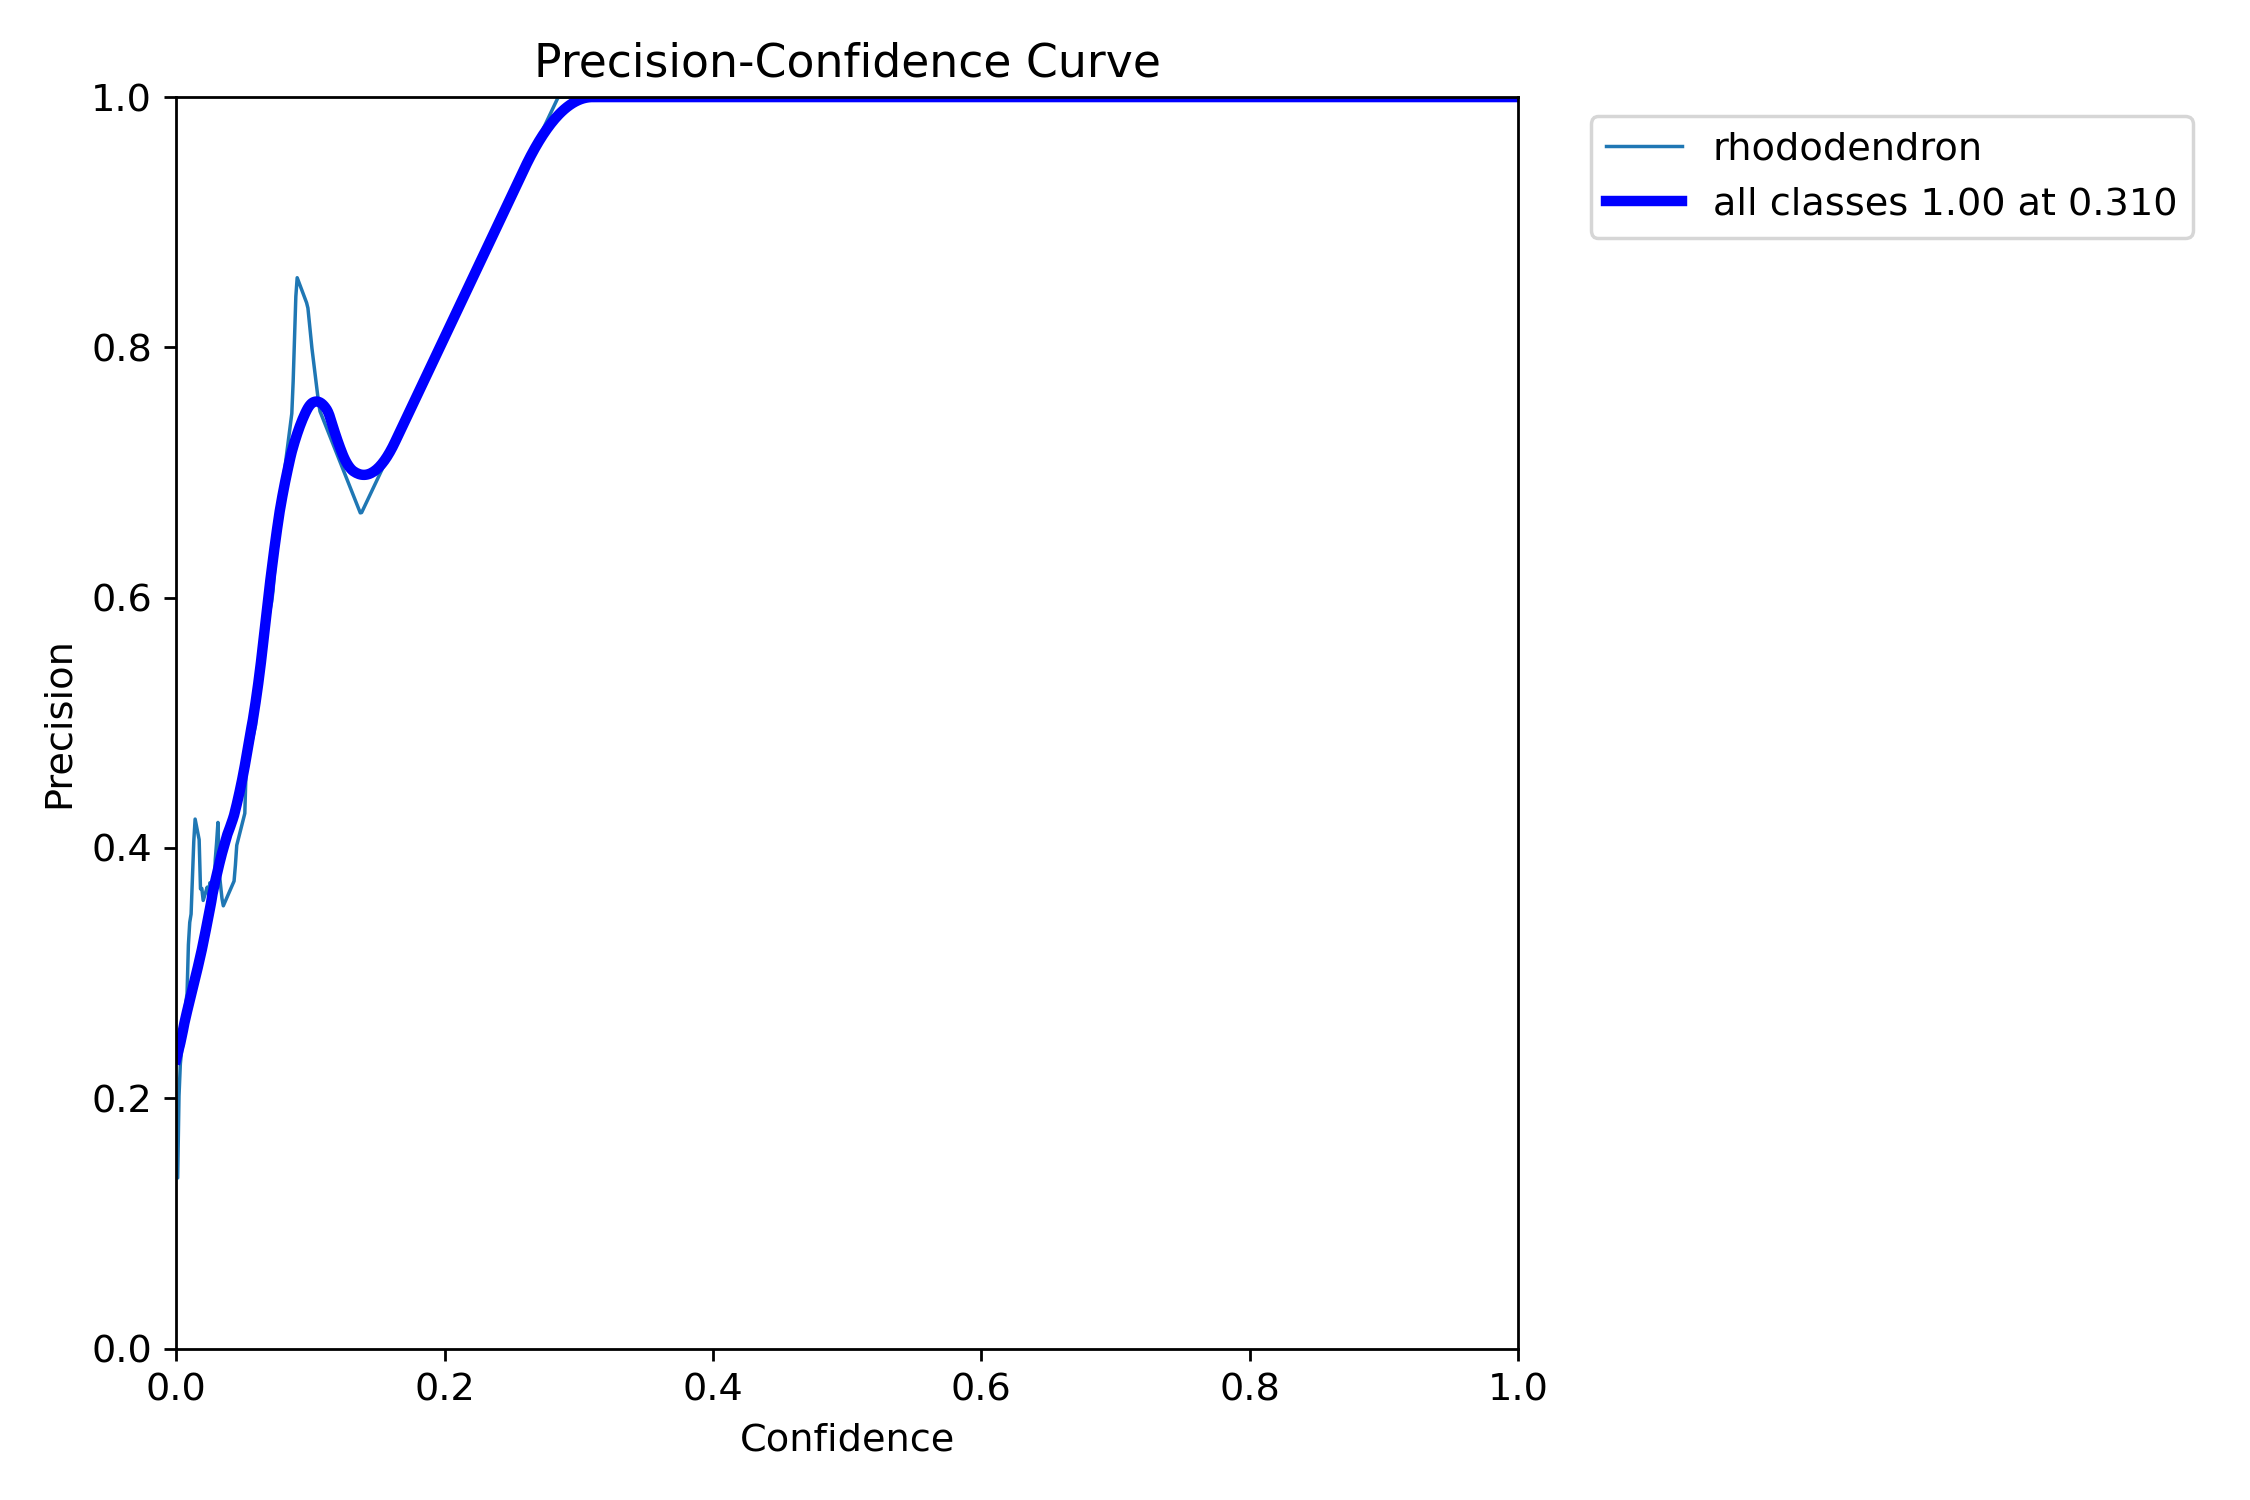 Precision-Confidence Curve
1.0
0.8
0.6
0.4
0.2
0.0
Precision
0.0 0.2 0.4 0.6 0.8 1.0
Confidence
rhododendron
all classes 1.00 at 0.310